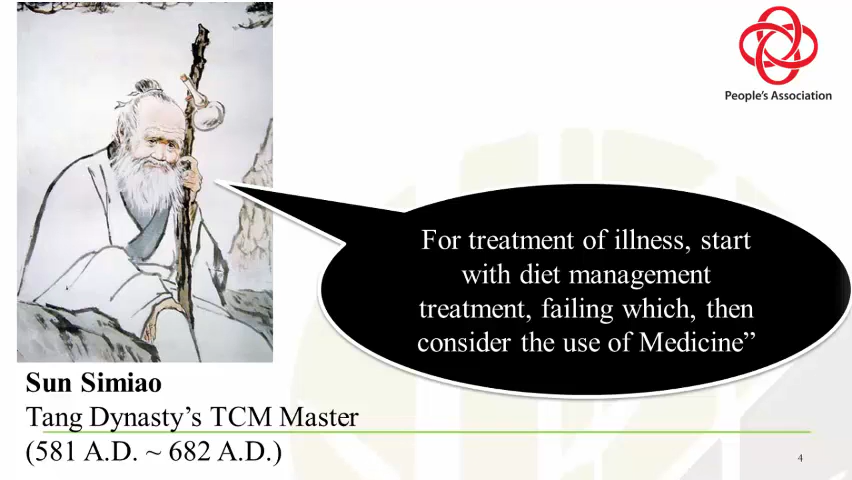 People's Association
For treatment of illness, start
with diet management
treatment, failing which, then
consider the use of Medicine”
Sun Simiao
Tang Dynasty’s TCM Master
(581 A.D. ~ 682 A.D.)
4